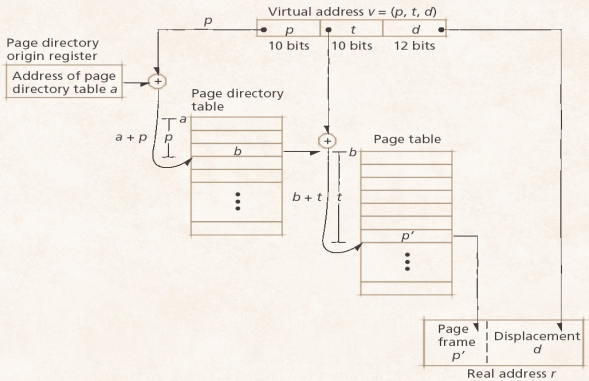 Virtual address v = (p, t, d)
p
p
t
d
10 bits
10 bits
12 bits
Page directory
origin register
Address of page
directory table a
+
Page directory
table
a
a + p
p
b
+
Page table
b
b + t
t
p′
Page
frame
p′
Displacement
d
Real address r